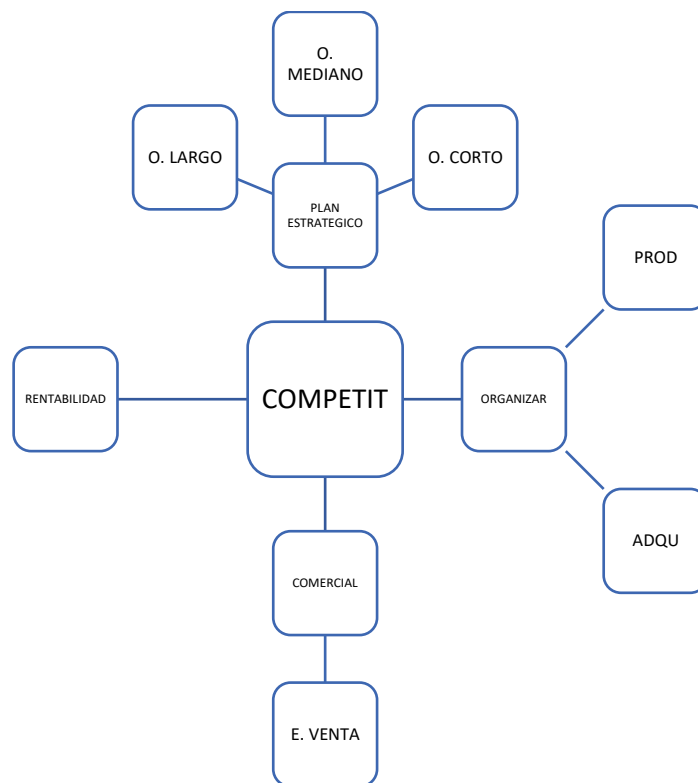 O.
MEDIANO
O. LARGO
O. CORTO
PLAN
ESTRATEGICO
PROD
RENTABILIDAD
COMPETIT
ORGANIZAR
ADQU
COMERCIAL
E. VENTA